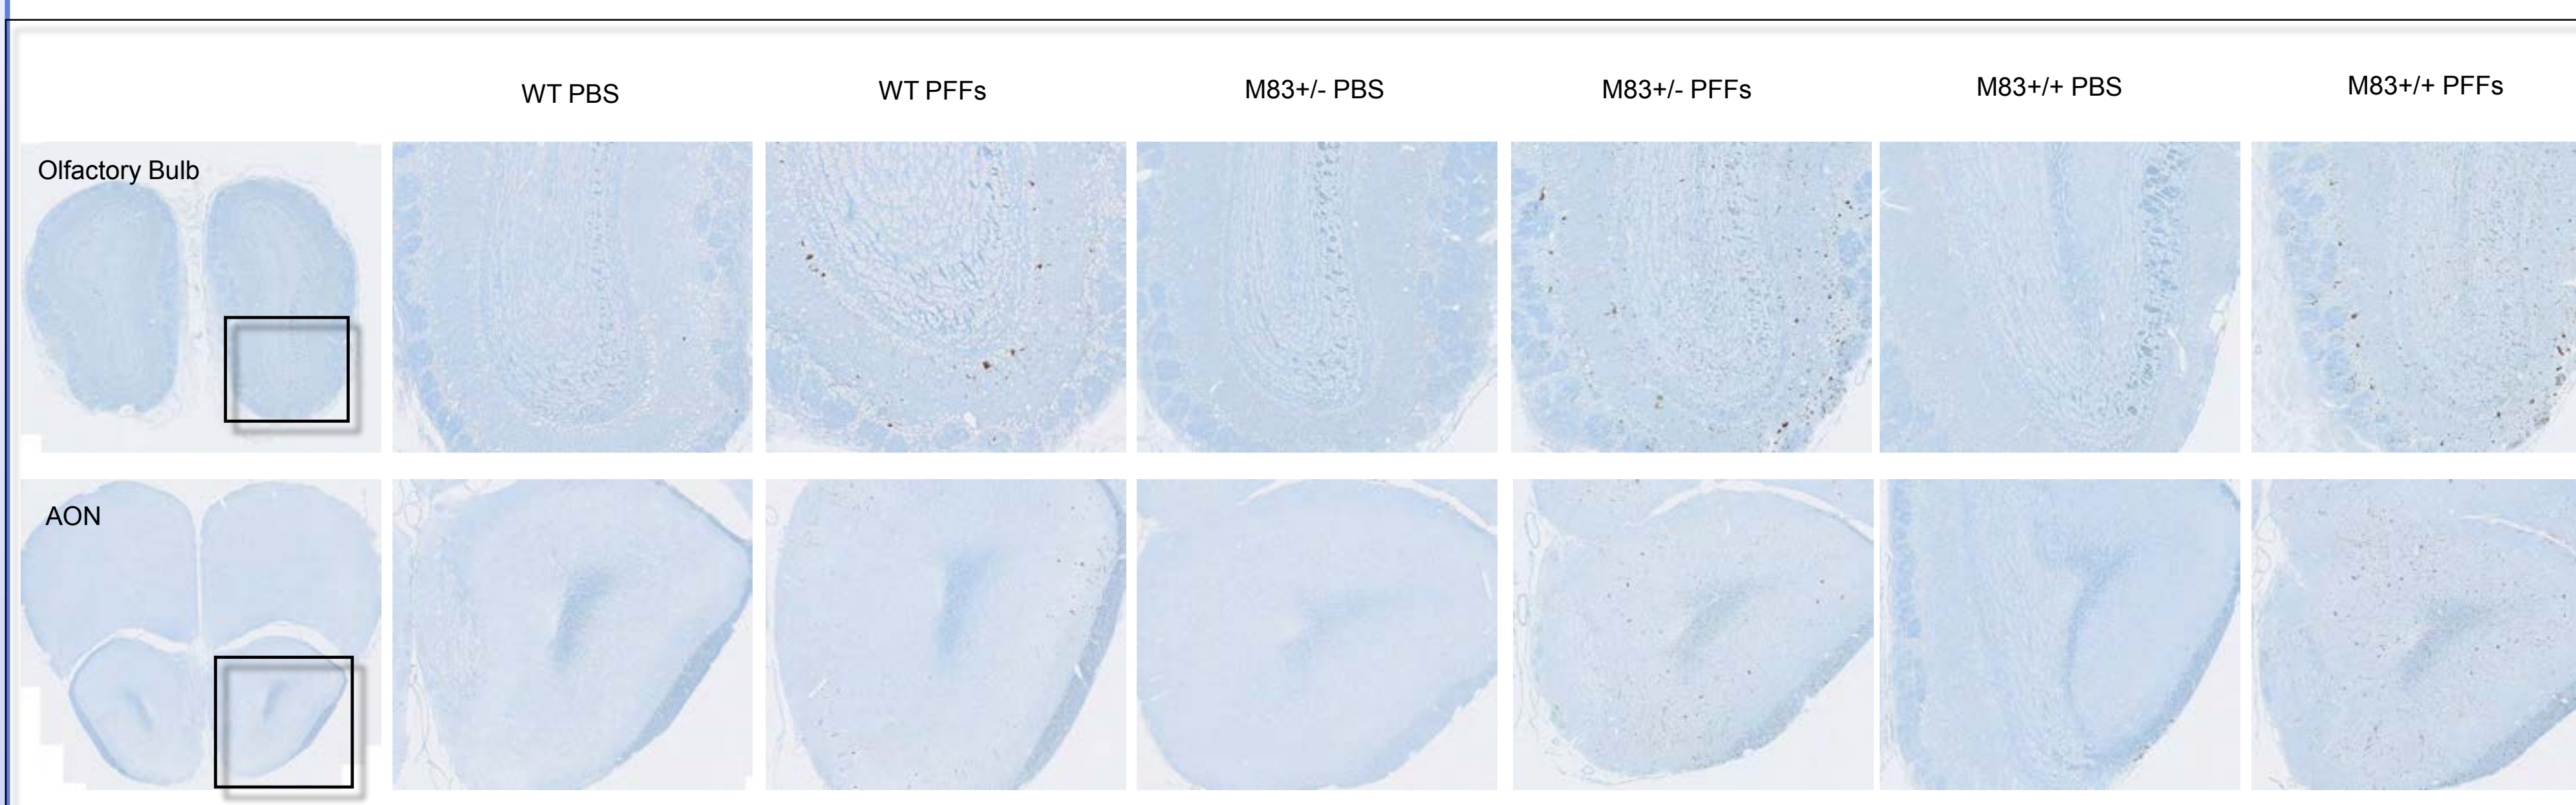 WT PBS
WT PFFs
M83+/- PBS
M83+/- PFFs
M83+/+ PBS
M83+/+ PFFs
Olfactory Bulb
AON